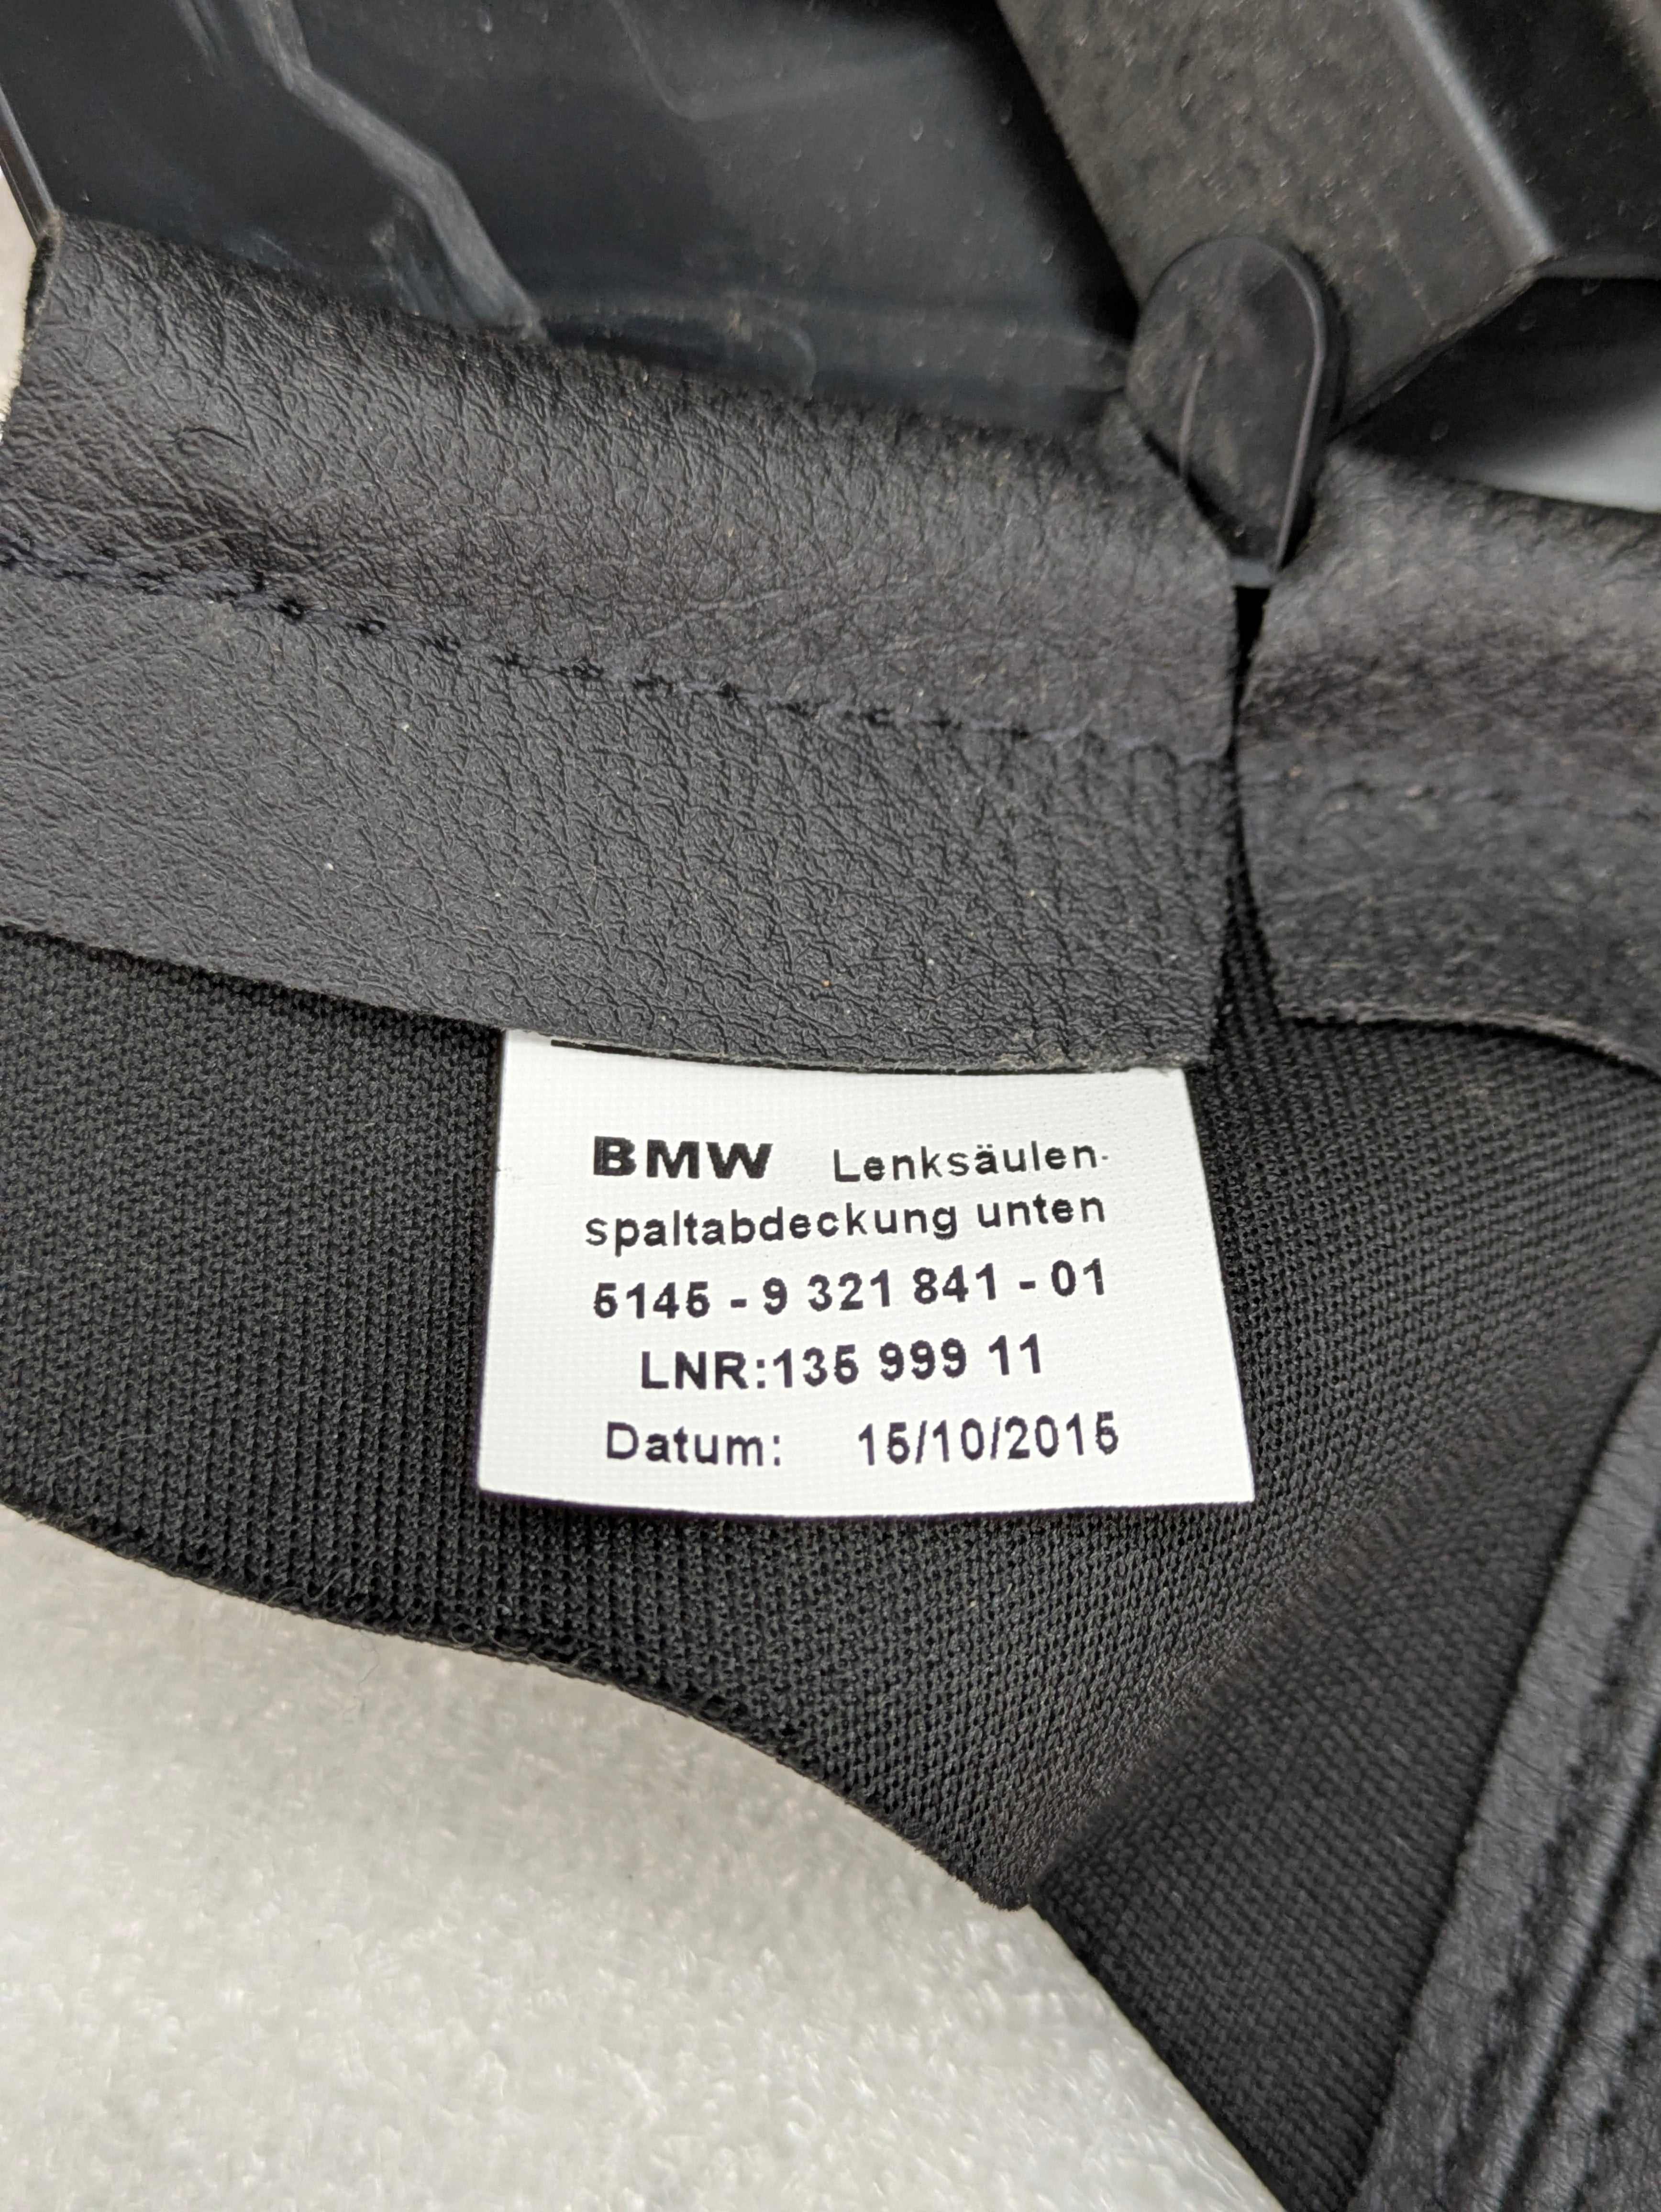 BMW Lenksäulen-
spaltabdeckung unten
5145 - 9 321 841 - 01
LNR:135 999 11
Datum: 15/10/2015